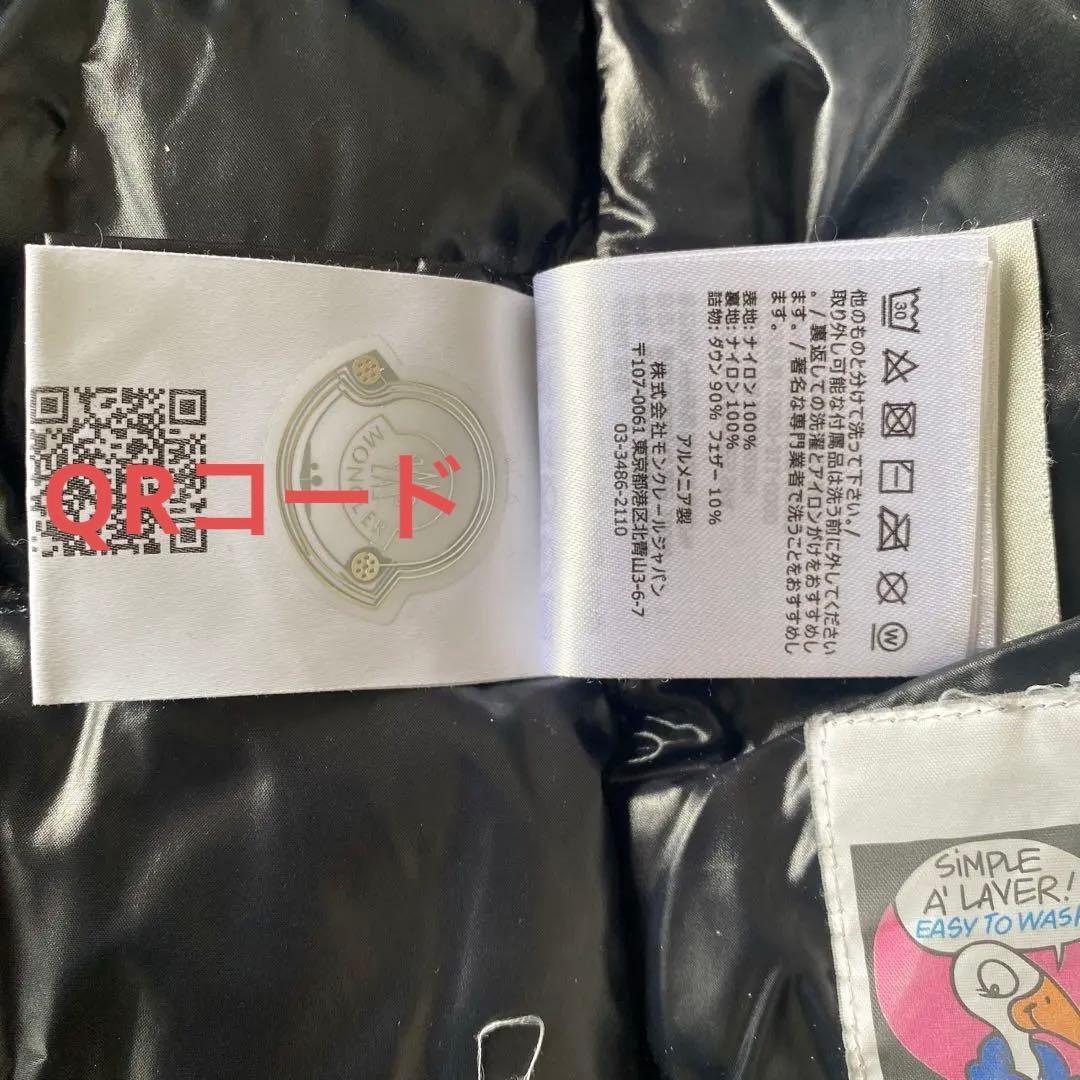 QRコード
MONCLER
30
W
他のものと分けて洗って下さい。/
取り外し可能な付属品は洗う前に外してください
。/ 裏返しての洗濯とアイロンがけをおすすめし
ます。/ 著名な専門業者で洗うことをおすすめし
ます。
表地: ナイロン 100%
裏地: ナイロン 100%
詰物: ダウン 90% フェザー 10%
アルメニア製
株式会社モンクレールジャパン
〒107-0061 東京都港区北青山3-6-7
03-3486-2110
SiMPLE
A' LAYER!
EASY TO WASH